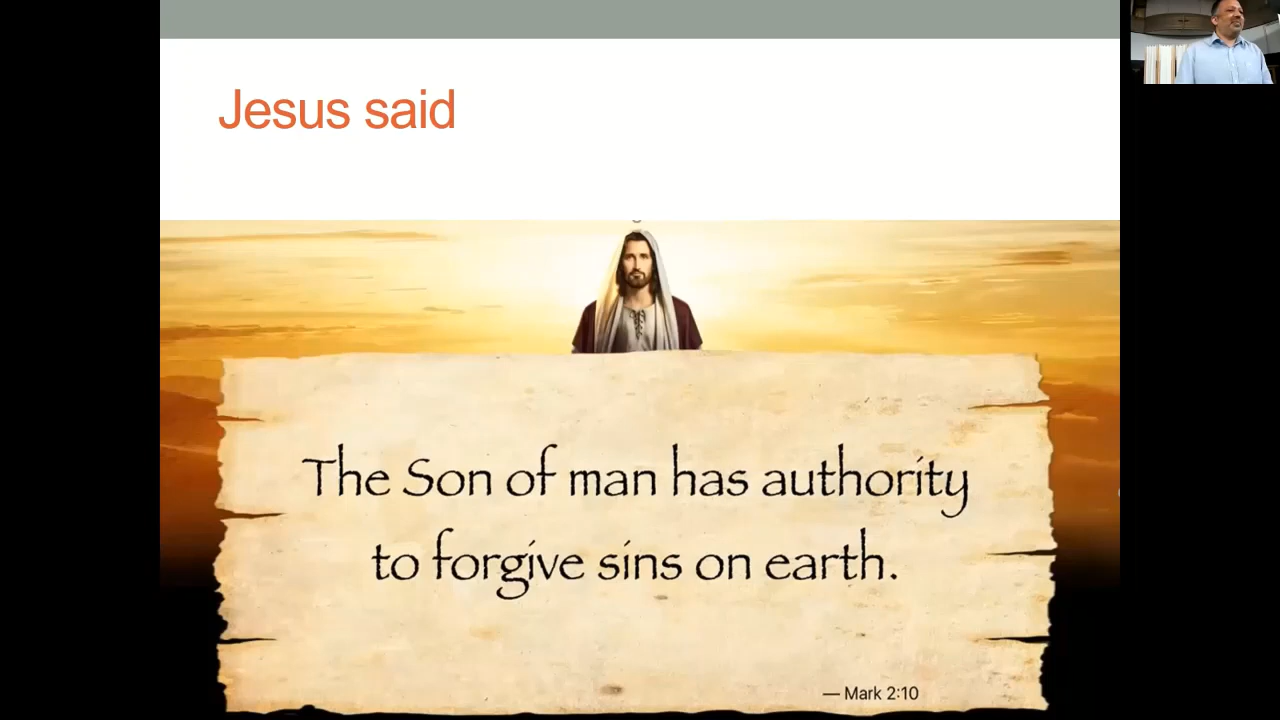 Jesus said
The Son of man has authority
to forgive sins on earth.
— Mark 2:10